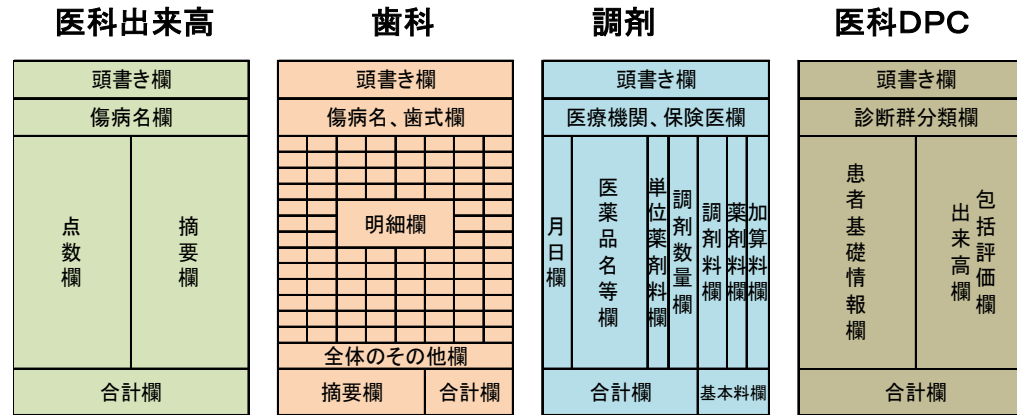 医科出来高
頭書き欄
傷病名欄
点数欄
摘要欄
合計欄
歯科
頭書き欄
傷病名、歯式欄
明細欄
全体のその他欄
摘要欄
合計欄
調剤
頭書き欄
医療機関、保険医欄
月日欄
医薬品名等欄
単位薬剤料欄
調剤数量欄
調剤料欄
薬剤料欄
加算料欄
合計欄
基本料欄
医科DPC
頭書き欄
診断群分類欄
患者基礎情報欄
包括評価欄
出来高欄
合計欄